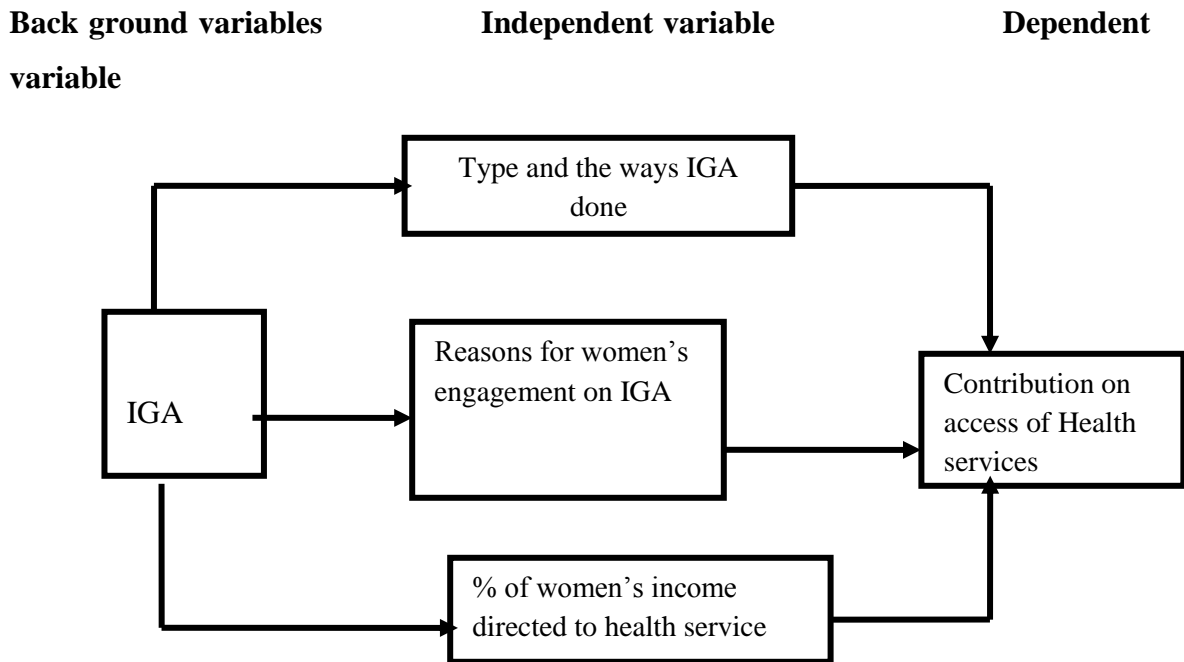 Back ground variables Independent variable Dependent
variable
Type and the ways IGA
done
IGA
Reasons for women's
engagement on IGA
Contribution on
access of Health
services
% of women's income
directed to health service